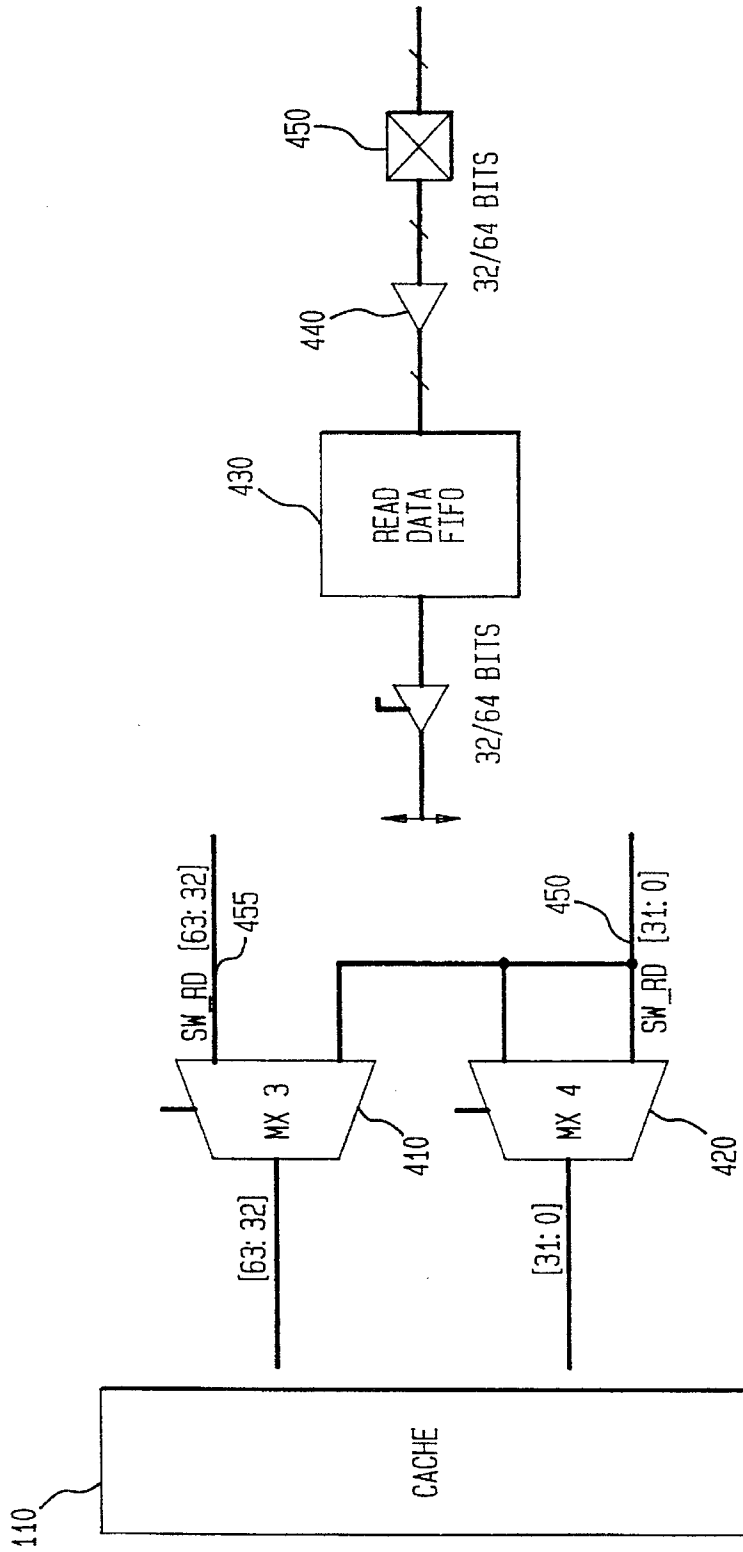 110
CACHE
[63: 32]
[31: 0]
MX 3
410
MX 4
420
SW_RD [63: 32]
455
SW_RD [31: 0]
450
32/64 BITS
READ
DATA
FIFO
430
440
32/64 BITS
450